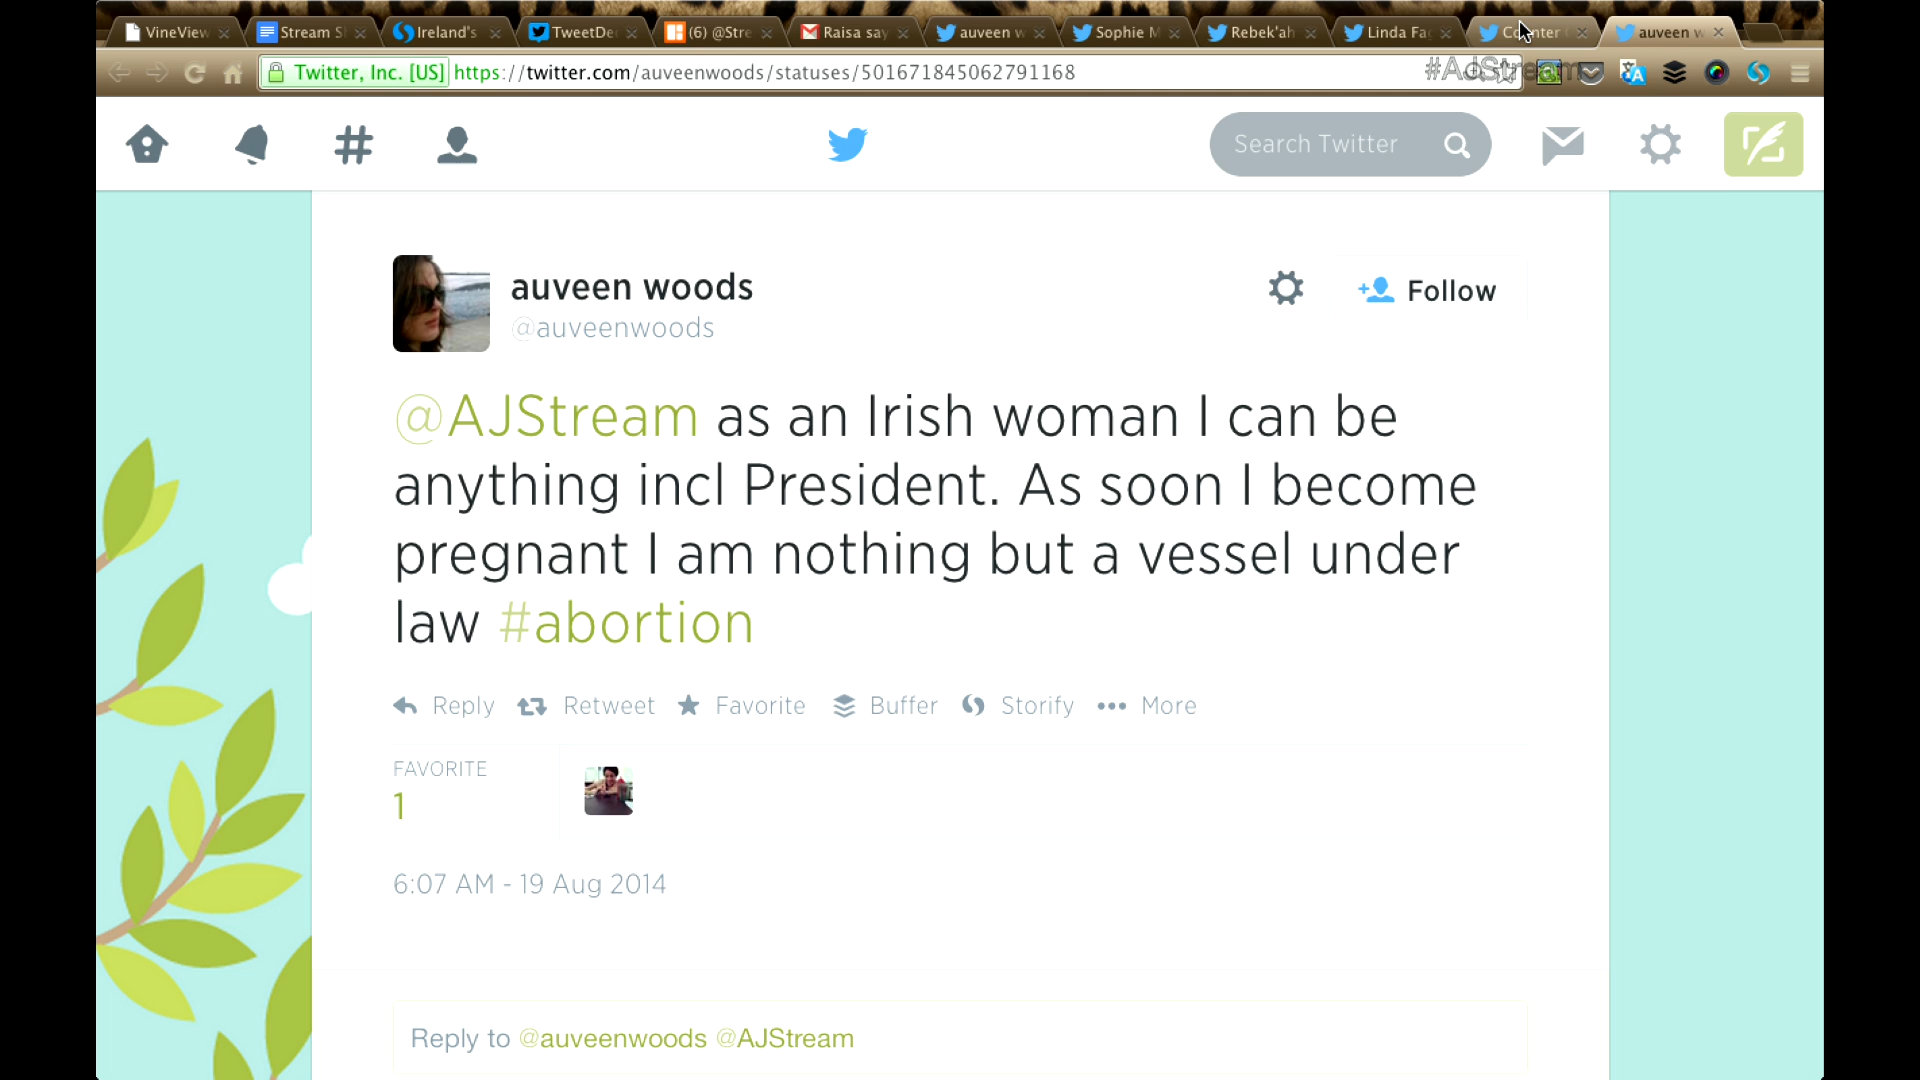 VineView
Stream S
Ireland's
TweetDe
(6) @Stre
Raisa say
auveen w
Sophie M
Rebek'ah
Linda Fa
auveen w
Twitter, Inc. [US] https://twitter.com/auveenwoods/statuses/501671845062791168
#AJStream
Search Twitter
auveen woods
@auveenwoods
Follow
@AJStream as an Irish woman I can be
anything incl President. As soon I become
pregnant I am nothing but a vessel under
law #abortion
Reply Retweet Favorite Buffer Storify More
FAVORITE
1
6:07 AM - 19 Aug 2014
Reply to @auveenwoods @AJStream